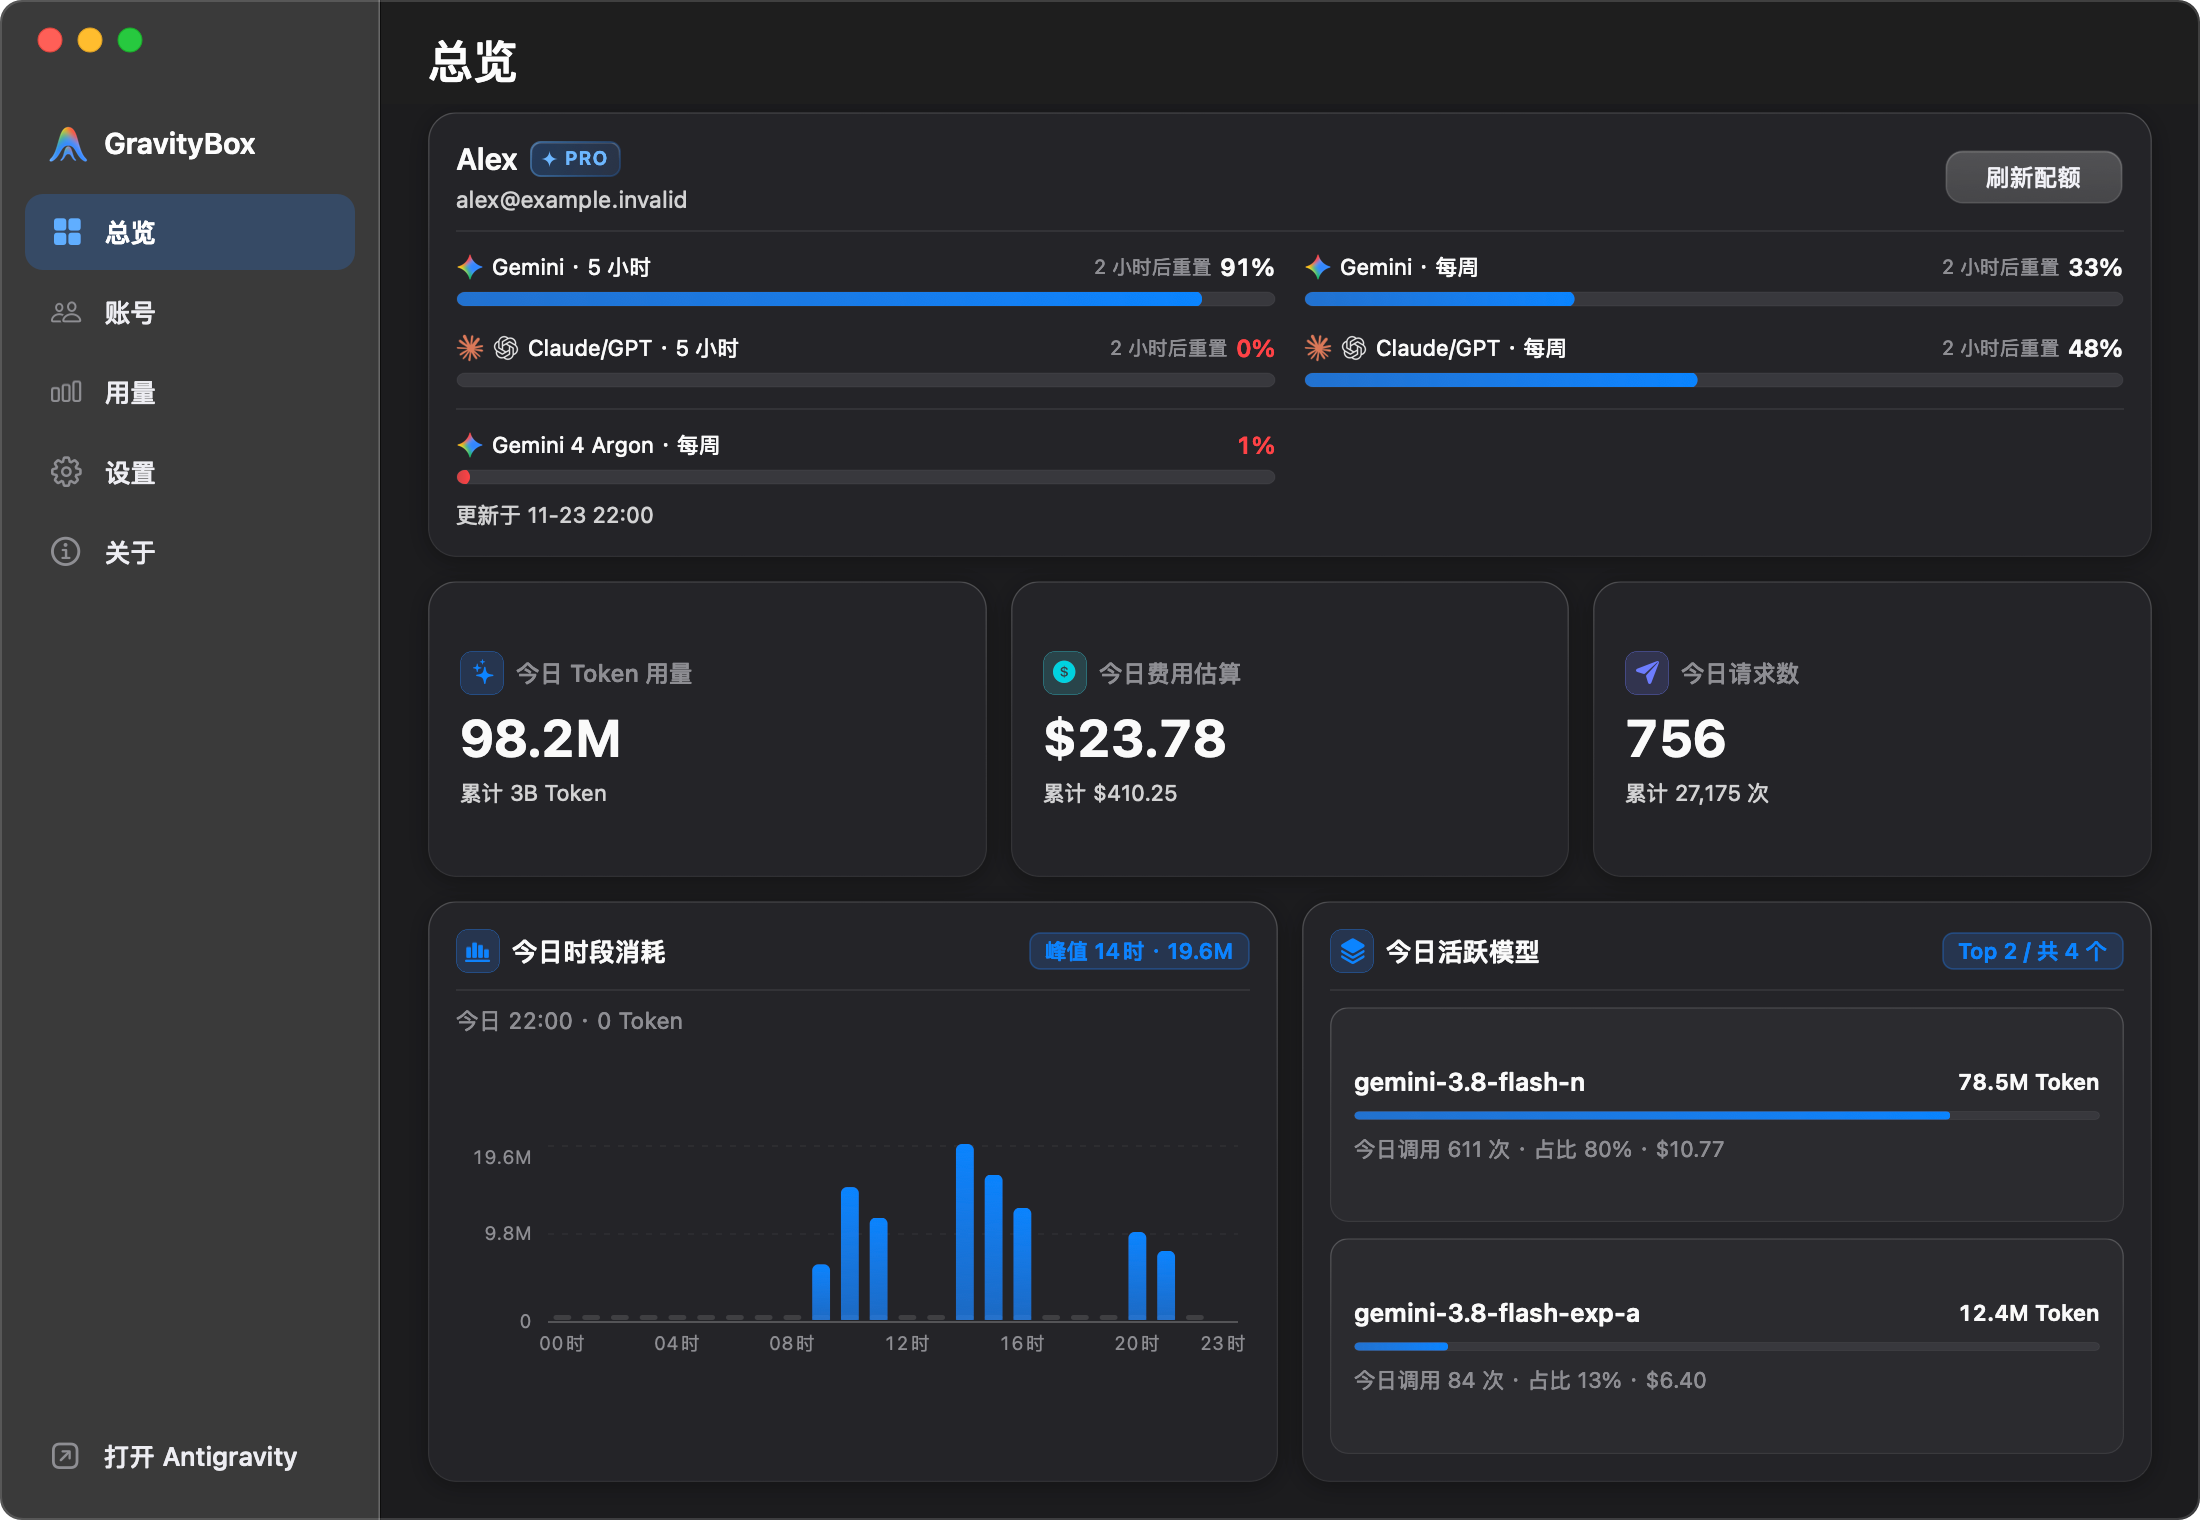 总览
GravityBox
总览
账号
用量
设置
关于
打开 Antigravity
Alex PRO
alex@example.invalid
刷新配额
Gemini · 5 小时 2 小时后重置 91%
Gemini · 每周 2 小时后重置 33%
Claude/GPT · 5 小时 2 小时后重置 0%
Claude/GPT · 每周 2 小时后重置 48%
Gemini 4 Argon · 每周 1%
更新于 11-23 22:00
今日 Token 用量
98.2M
累计 3B Token
$ 今日费用估算
$23.78
累计 $410.25
今日请求数
756
累计 27,175 次
今日时段消耗 峰值 14时 · 19.6M
今日 22:00 · 0 Token
19.6M
9.8M
0
00时 04时 08时 12时 16时 20时 23时
今日活跃模型 Top 2 / 共 4 个
gemini-3.8-flash-n 78.5M Token
今日调用 611 次 · 占比 80% · $10.77
gemini-3.8-flash-exp-a 12.4M Token
今日调用 84 次 · 占比 13% · $6.40